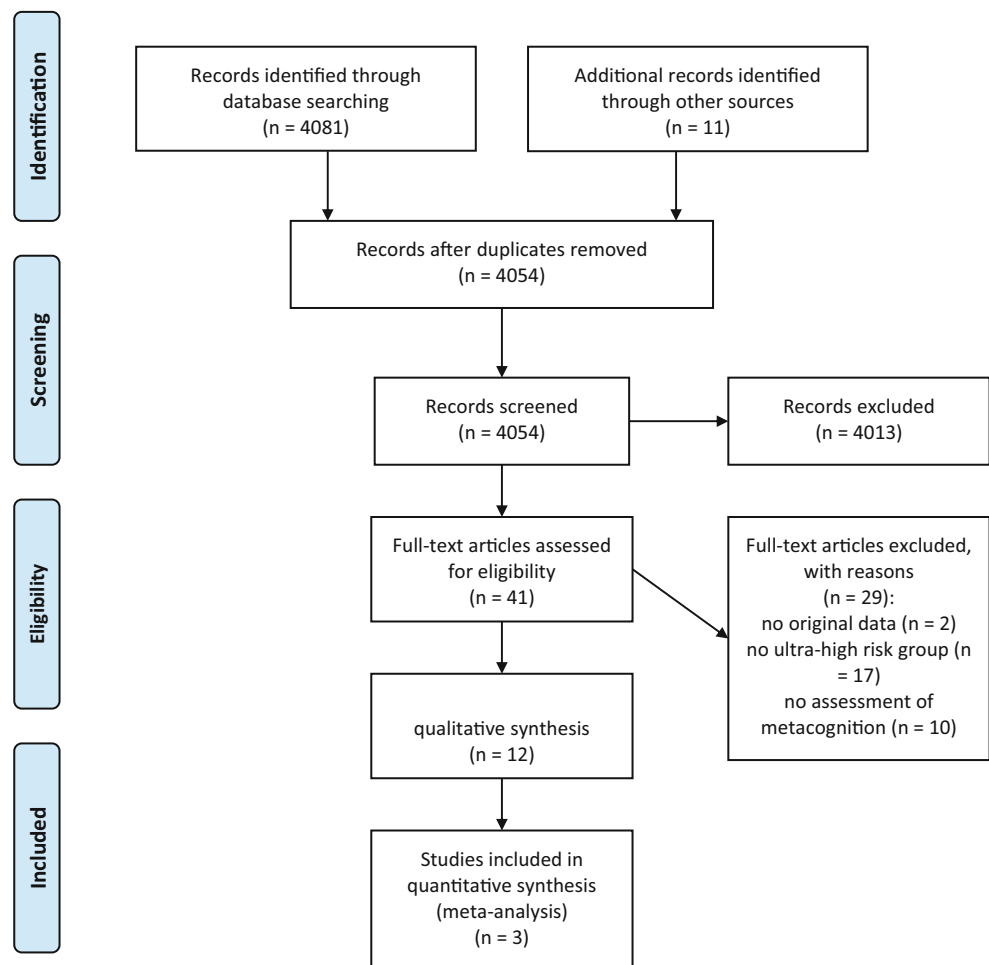 Identification
Records identified through
database searching
(n = 4081)
Additional records identified
through other sources
(n = 11)
Records after duplicates removed
(n = 4054)
Screening
Records screened
(n = 4054)
Records excluded
(n = 4013)
Eligibility
Full-text articles assessed
for eligibility
(n = 41)
Full-text articles excluded,
with reasons
(n = 29):
no original data (n = 2)
no ultra-high risk group (n
= 17)
no assessment of
metacognition (n = 10)
qualitative synthesis
(n = 12)
Included
Studies included in
quantitative synthesis
(meta-analysis)
(n = 3)